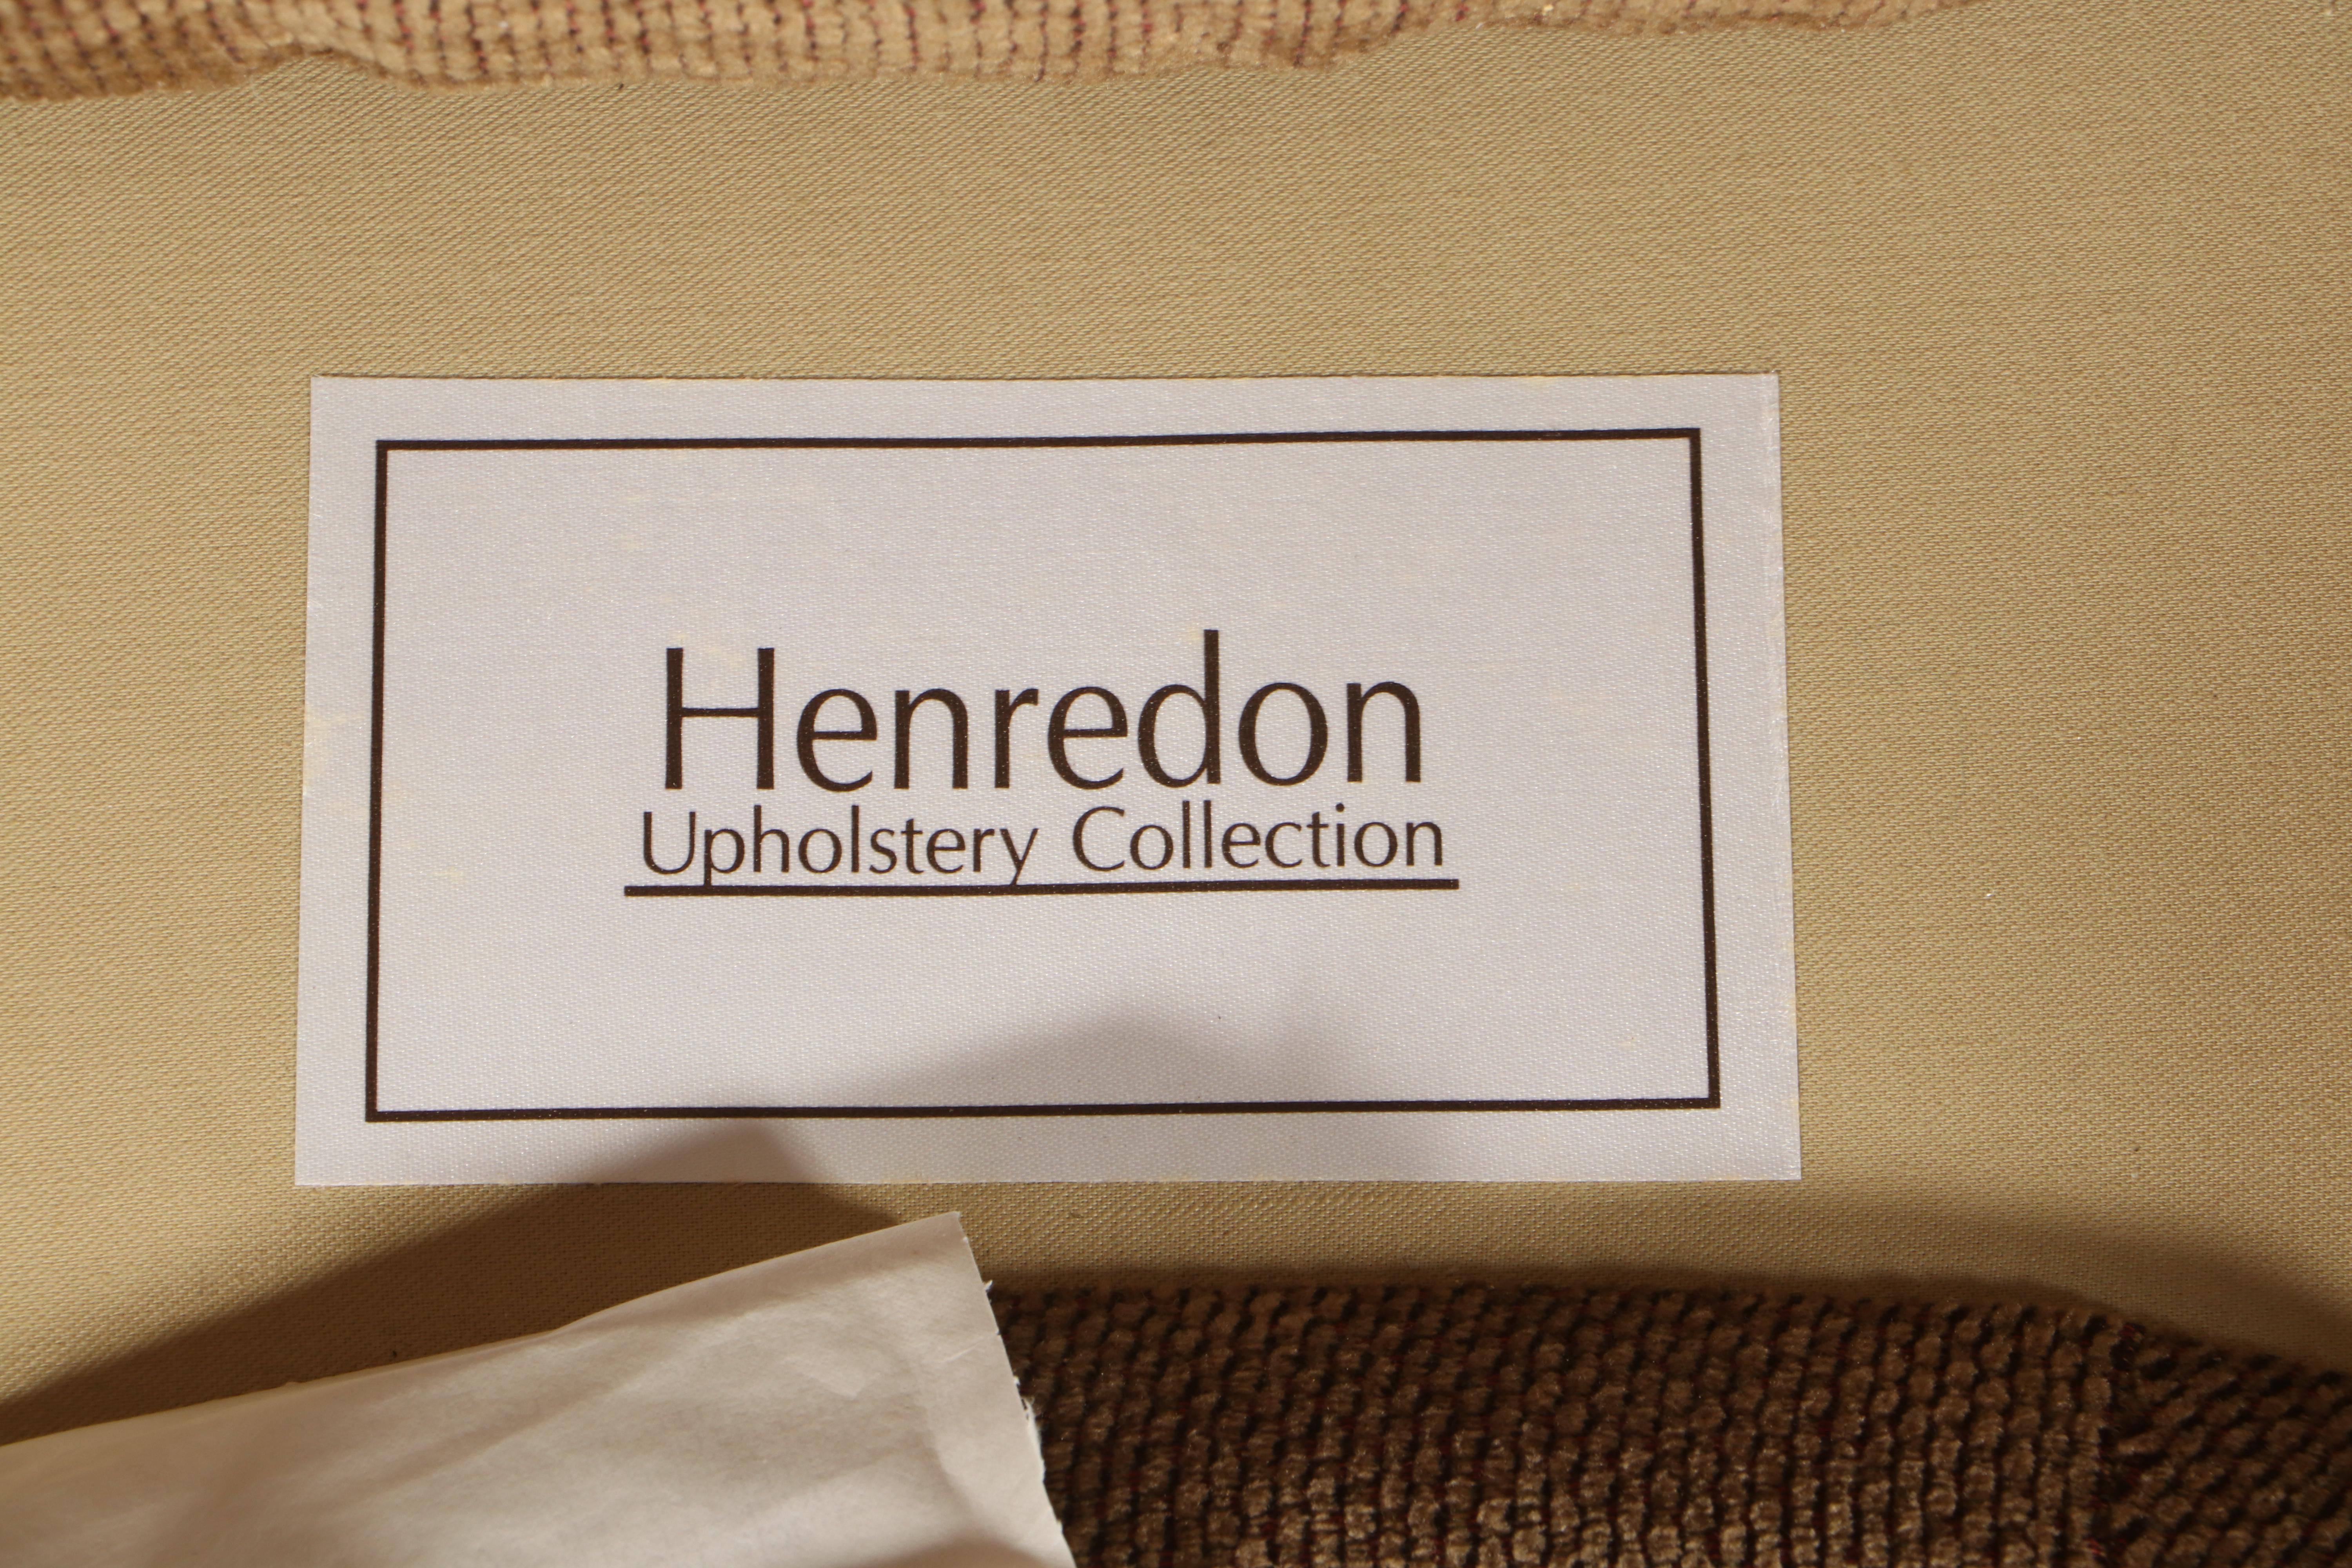 Henredon
Upholstery Collection